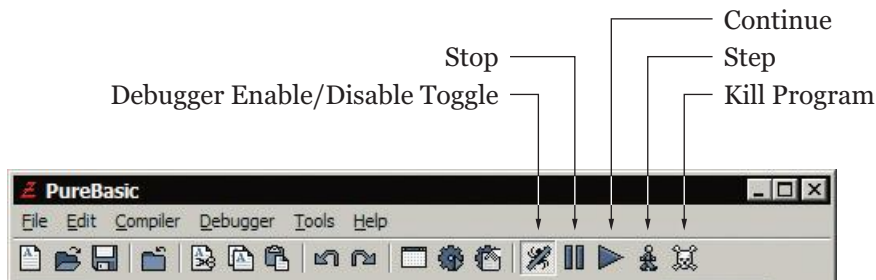 Continue
Stop
Step
Debugger Enable/Disable Toggle
Kill Program
PureBasic
File Edit Compiler Debugger Tools Help